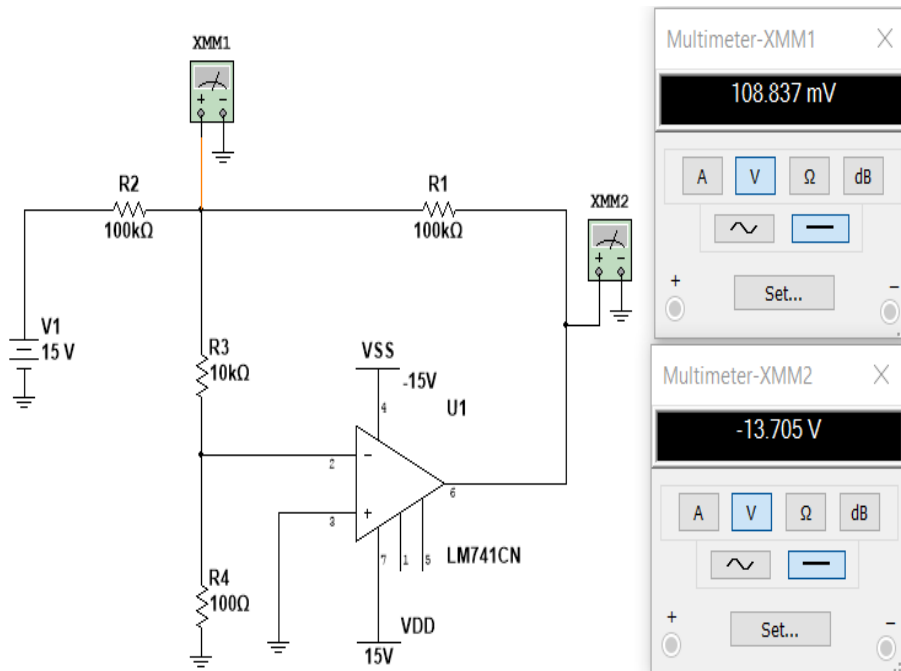 XMM1
+ −
R2
100kΩ
R1
100kΩ
XMM2
+ −
V1
15 V
R3
10kΩ
VSS
-15V
4
U1
2
−
3
+
6
7
1
5
LM741CN
R4
100Ω
VDD
15V
Multimeter-XMM1 X
108.837 mV
A V Ω dB
+ Set... −
Multimeter-XMM2 X
-13.705 V
A V Ω dB
+ Set... −